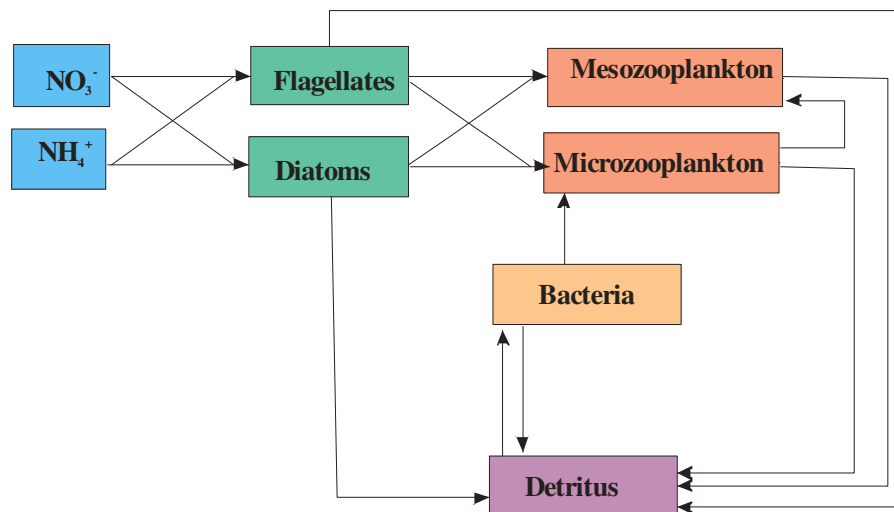 NO₃⁻
NH₄⁺
Flagellates
Diatoms
Mesozooplankton
Microzooplankton
Bacteria
Detritus